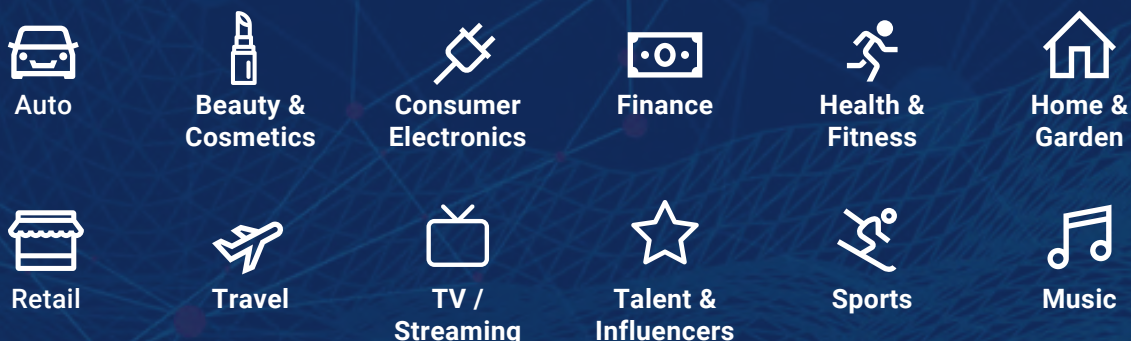 Auto
Beauty &
Cosmetics
Consumer
Electronics
Finance
Health &
Fitness
Home &
Garden
Retail
Travel
TV /
Streaming
Talent &
Influencers
Sports
Music